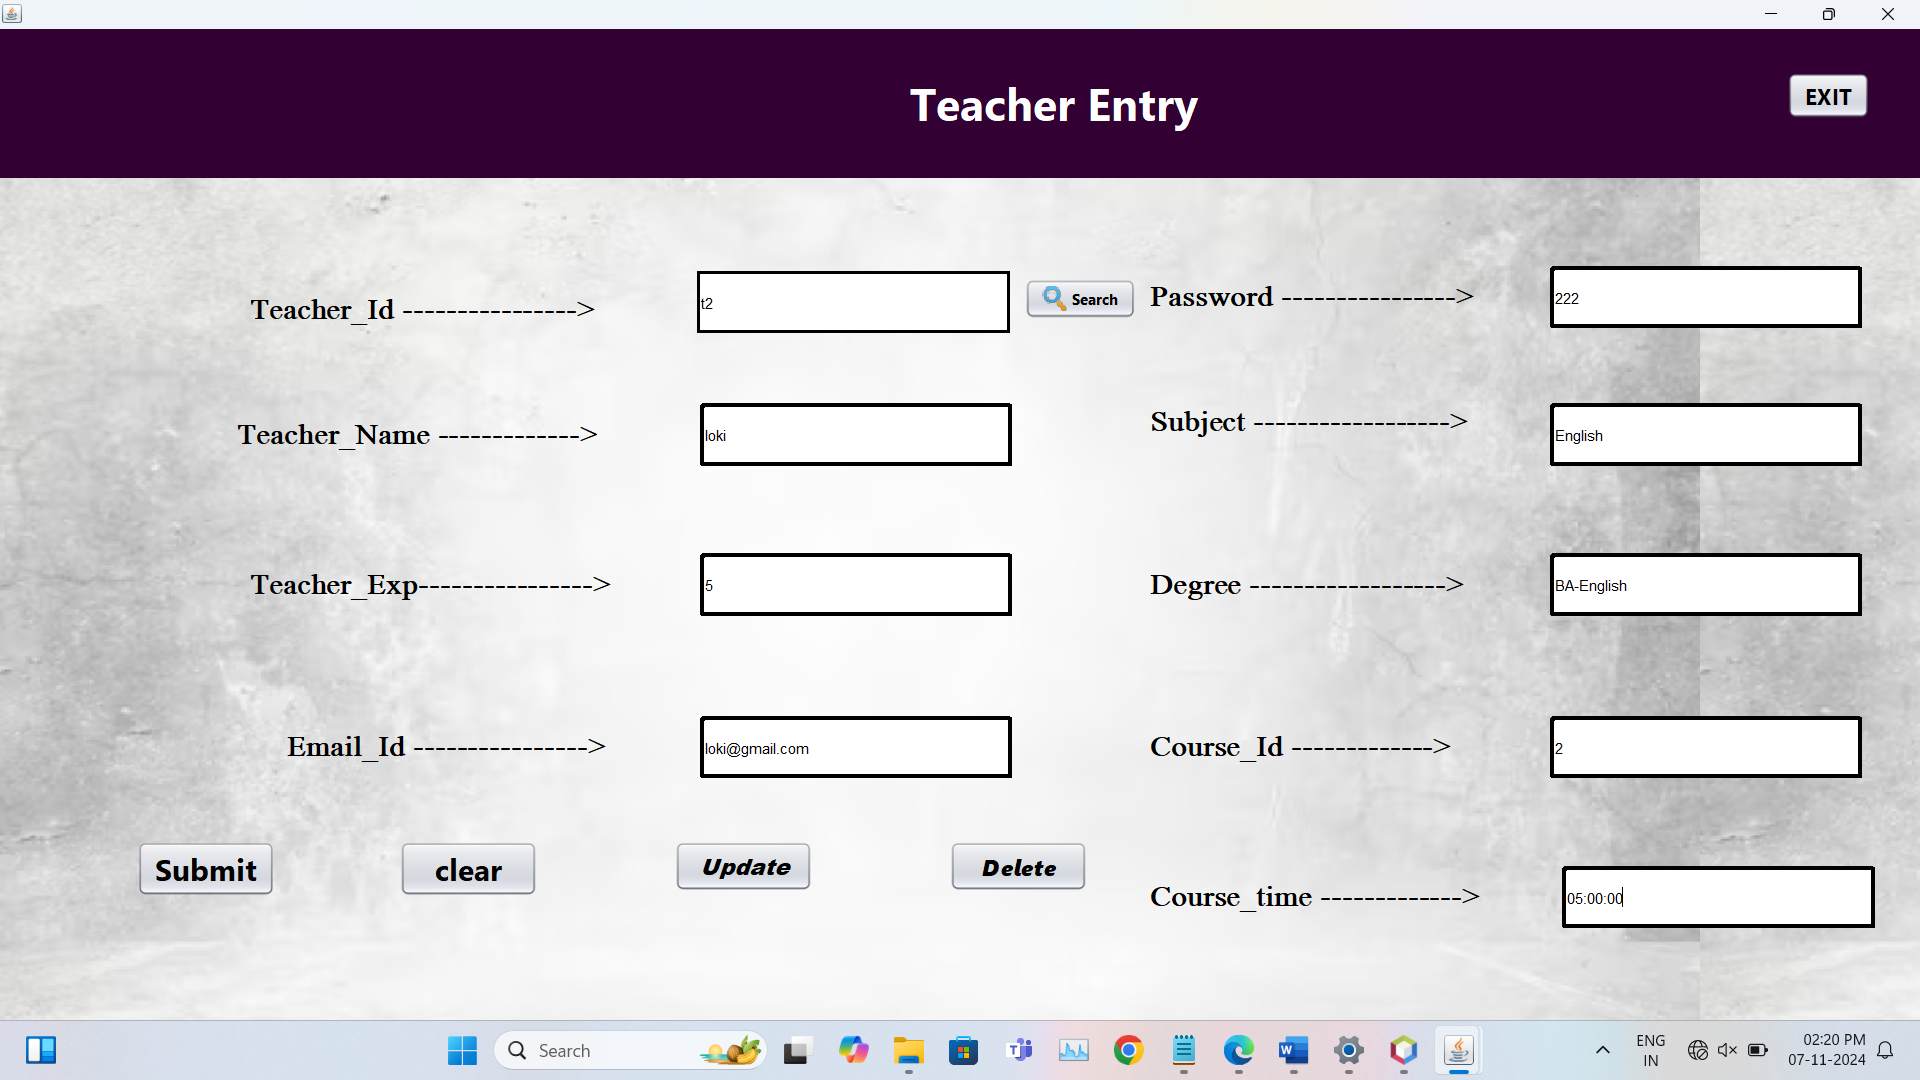 Teacher Entry
EXIT
Teacher_Id ---------------->
t2
Search
Password ---------------->
222
Teacher_Name ------------->
loki
Subject ------------------>
English
Teacher_Exp---------------->
5
Degree ------------------>
BA-English
Email_Id ---------------->
loki@gmail.com
Course_Id ------------->
2
Submit
clear
Update
Delete
Course_time ------------->
05:00:00
Search
ENG
IN
02:20 PM
07-11-2024